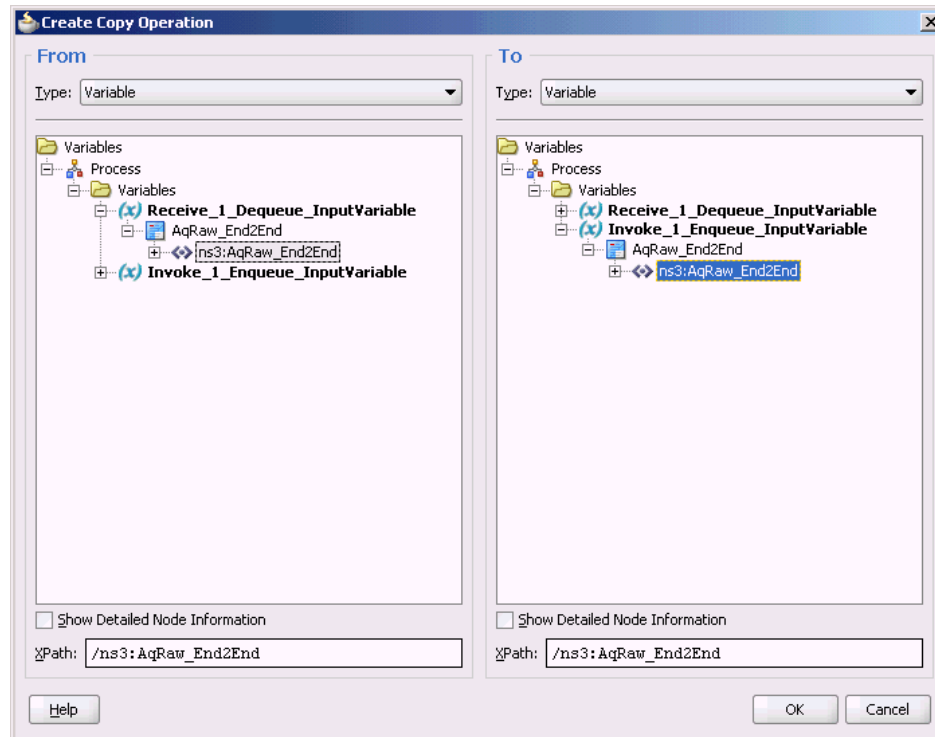 Create Copy Operation
From
Type: Variable
Variables
Process
Variables
Receive_1_Dequeue_InputVariable
AqRaw_End2End
ns3:AqRaw_End2End
Invoke_1_Enqueue_InputVariable
Show Detailed Node Information
XPath: /ns3:AqRaw_End2End
To
Type: Variable
Variables
Process
Variables
Receive_1_Dequeue_InputVariable
Invoke_1_Enqueue_InputVariable
AqRaw_End2End
ns3:AqRaw_End2End
Show Detailed Node Information
XPath: /ns3:AqRaw_End2End
Help
OK
Cancel